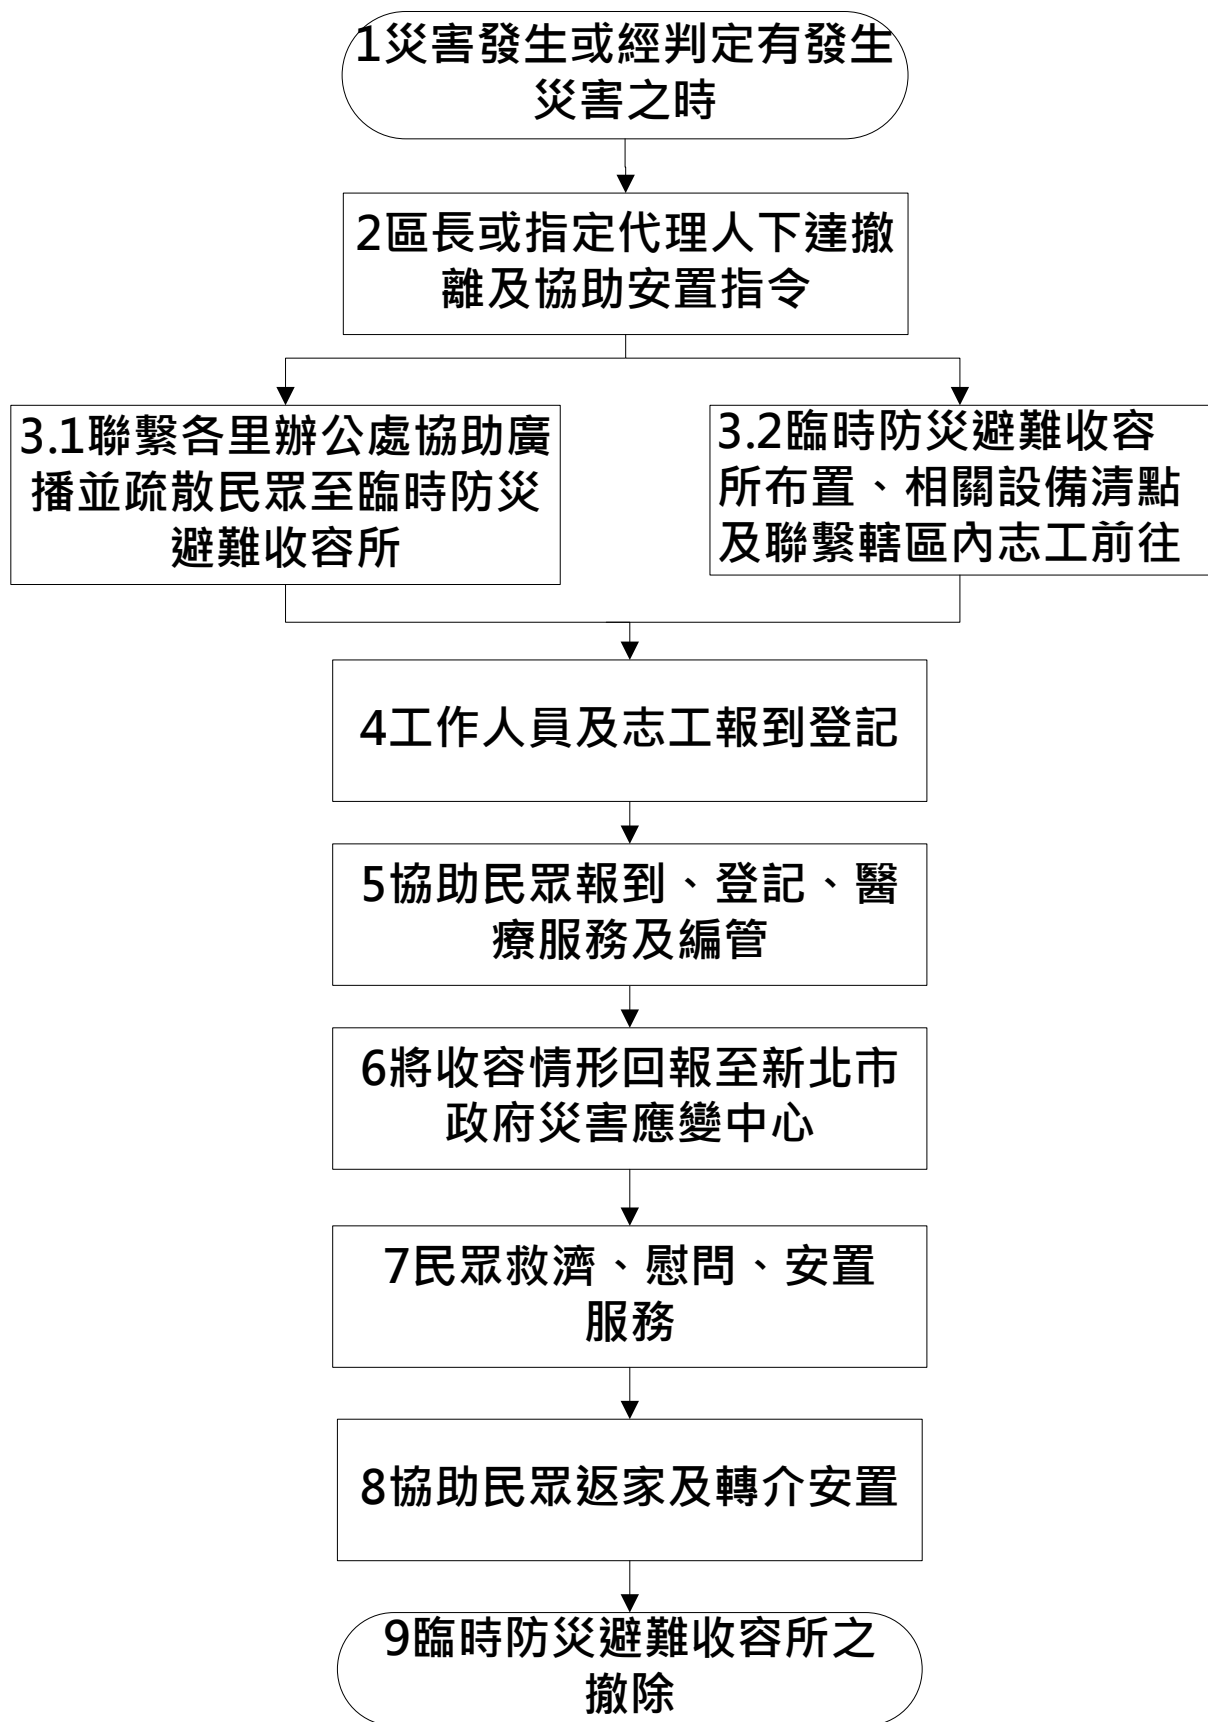 1災害發生或經判定有發生
災害之時
2區長或指定代理人下達撤
離及協助安置指令
3.1聯繫各里辦公處協助廣
播並疏散民眾至臨時防災
避難收容所
3.2臨時防災避難收容
所布置、相關設備清點
及聯繫轄區內志工前往
4工作人員及志工報到登記
5協助民眾報到、登記、醫
療服務及編管
6將收容情形回報至新北市
政府災害應變中心
7民眾救濟、慰問、安置
服務
8協助民眾返家及轉介安置
9臨時防災避難收容所之
撤除